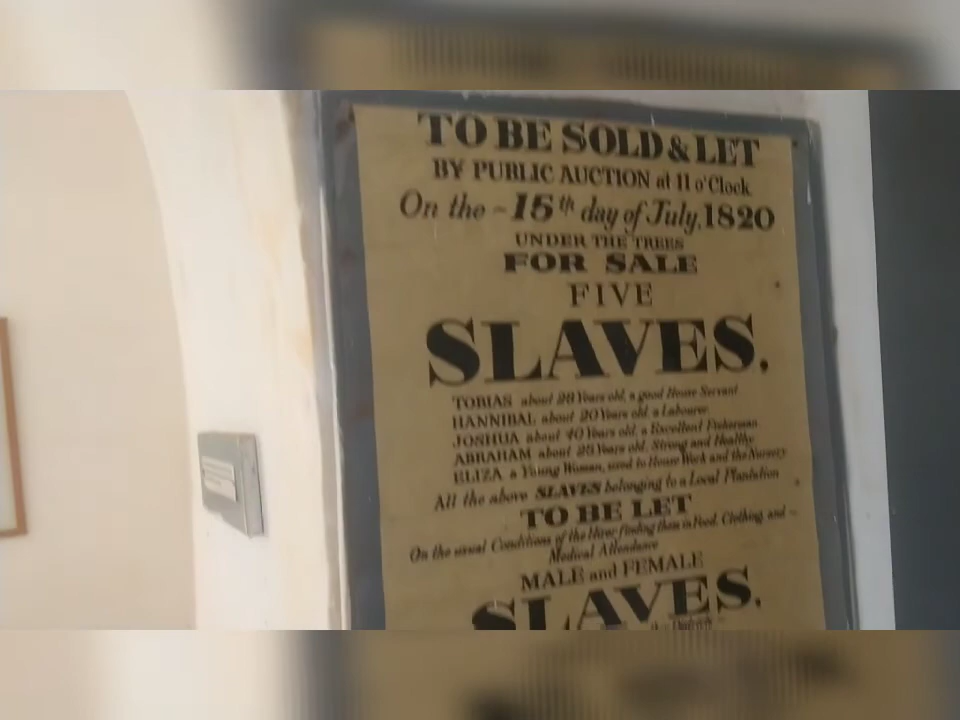 TO BE SOLD & LET
BY PUBLIC AUCTION at 11 o'Clock
On the 15th day of July, 1820
UNDER THE TREES
FOR SALE
FIVE
SLAVES.
TOBIAS about 28 Years old, a good House Servant
HANNIBAL about 20 Years old, a Labourer
JOSHUA about 40 Years old, a Excellent Fisherman
ABRAHAM about 25 Years old, Strong and Healthy
ELIZA a Young Woman, used to House Work and the Nursery
All the above SLAVES belonging to a Local Plantation
TO BE LET
On the usual Conditions of the Hirer finding them in Food, Clothing and
Medical Attendance
MALE and FEMALE
SLAVES.